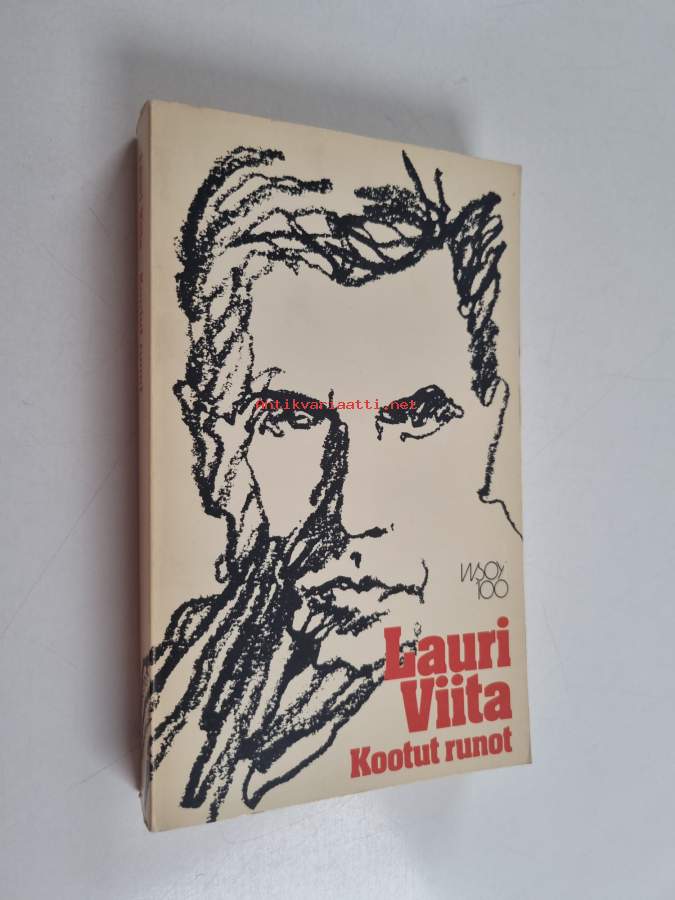 Antikvariaatti.net
WSOY
100
Lauri
Viita
Kootut runot